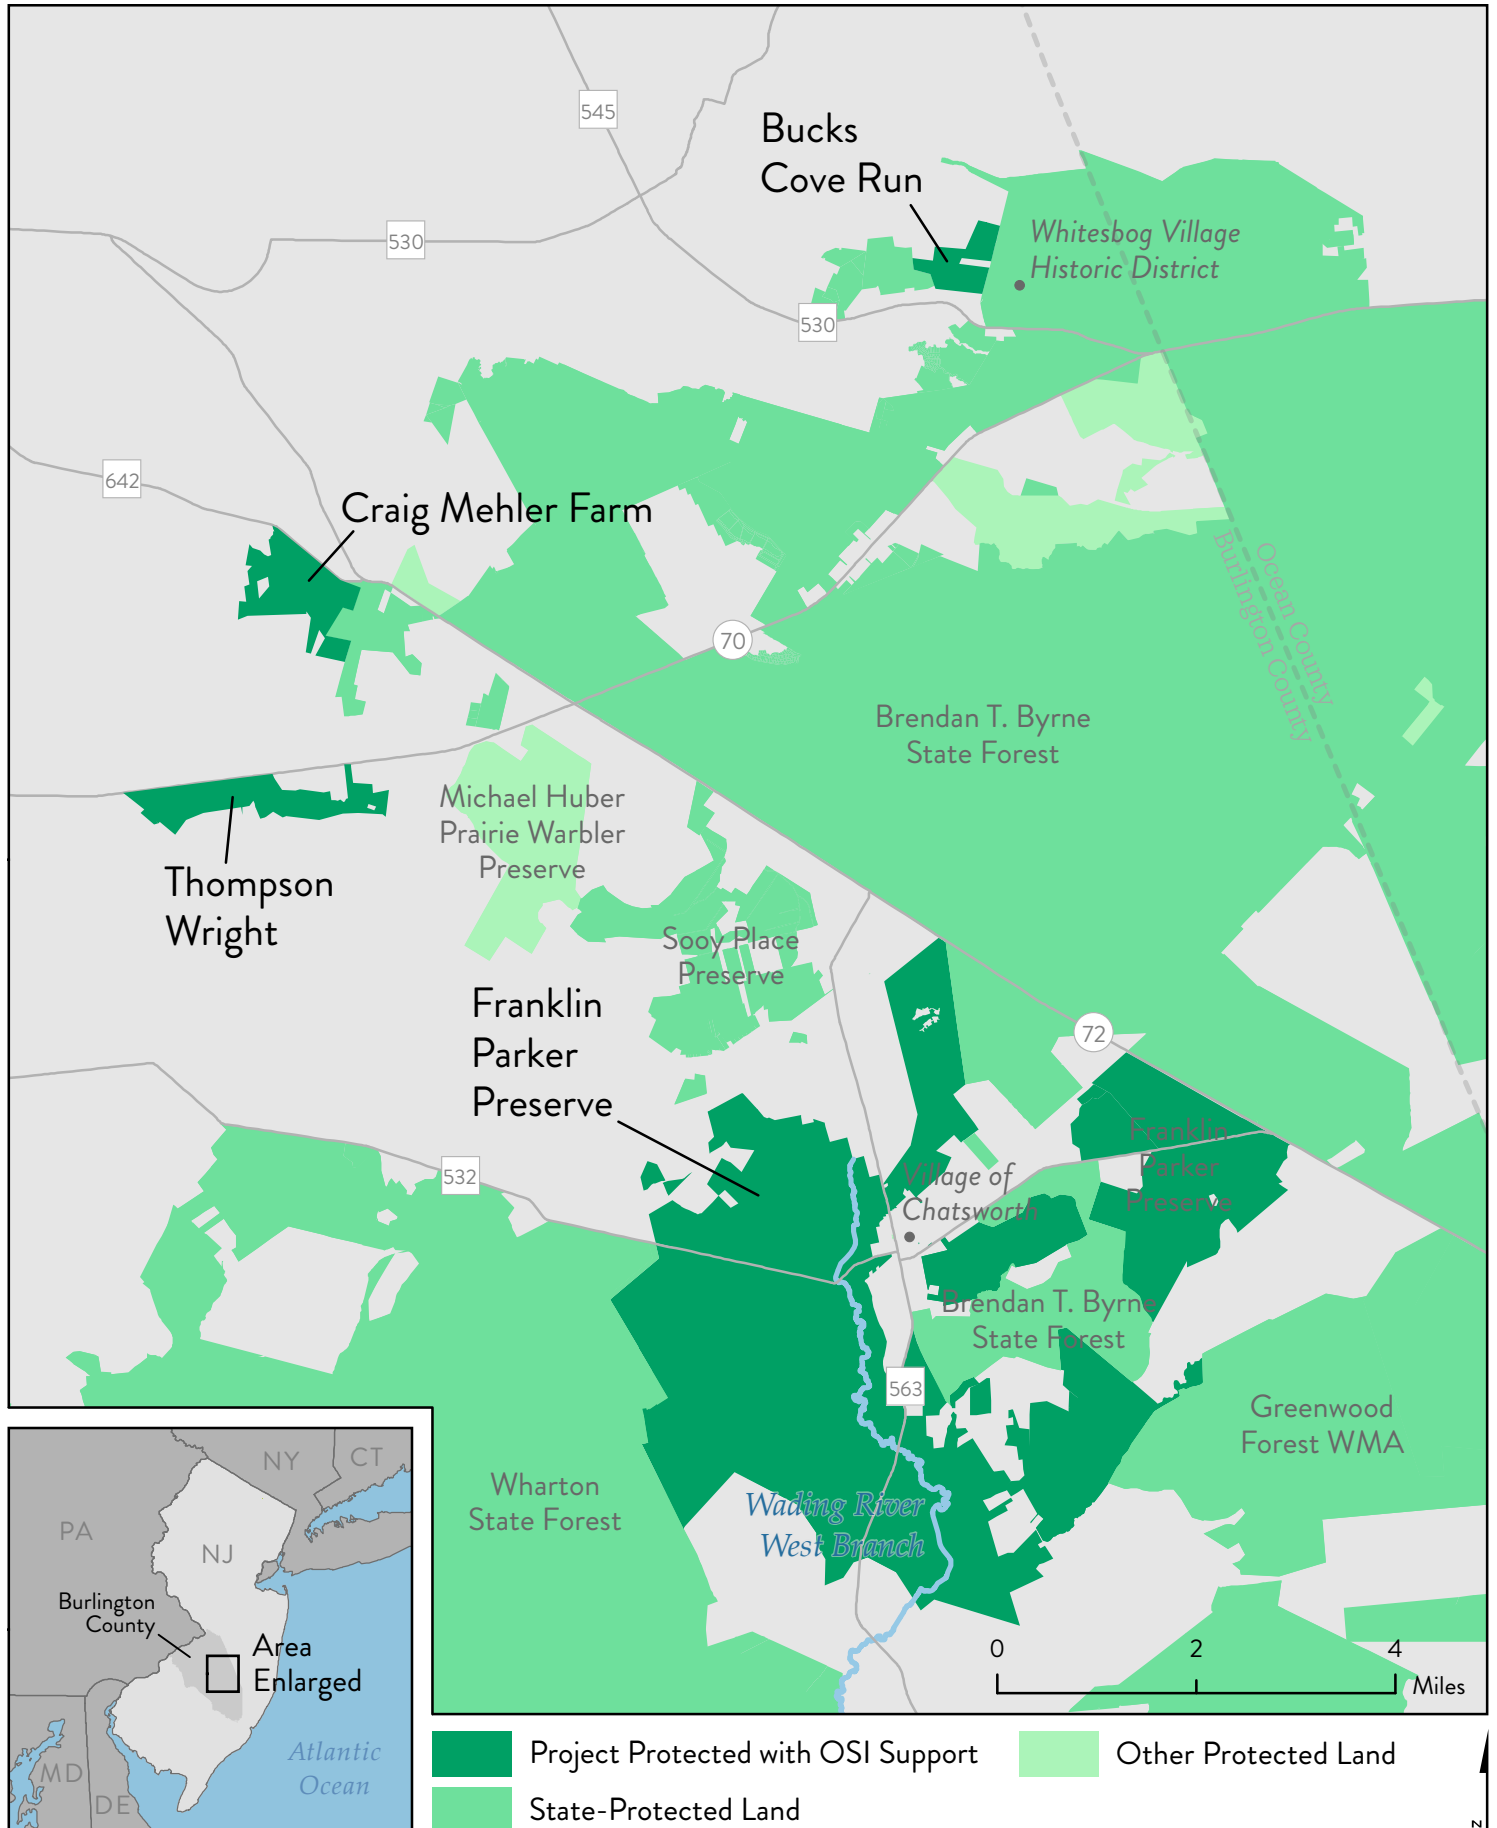 545
Bucks
Cove Run
530
Whitesbog Village
Historic District
530
642
Craig Mehler Farm
Ocean County
Burlington County
70
Brendan T. Byrne
State Forest
Michael Huber
Prairie Warbler
Preserve
Thompson
Wright
Sooy Place
Preserve
Franklin
Parker
Preserve
72
Franklin
Parker
Preserve
532
Village of
Chatsworth
Brendan T. Byrne
State Forest
563
Greenwood
Forest WMA
Wharton
State Forest
Wading River
West Branch
0 2 4
Miles
NY
CT
PA
NJ
Burlington
County
Area
Enlarged
MD
DE
Atlantic
Ocean
Project Protected with OSI Support
Other Protected Land
State-Protected Land
N